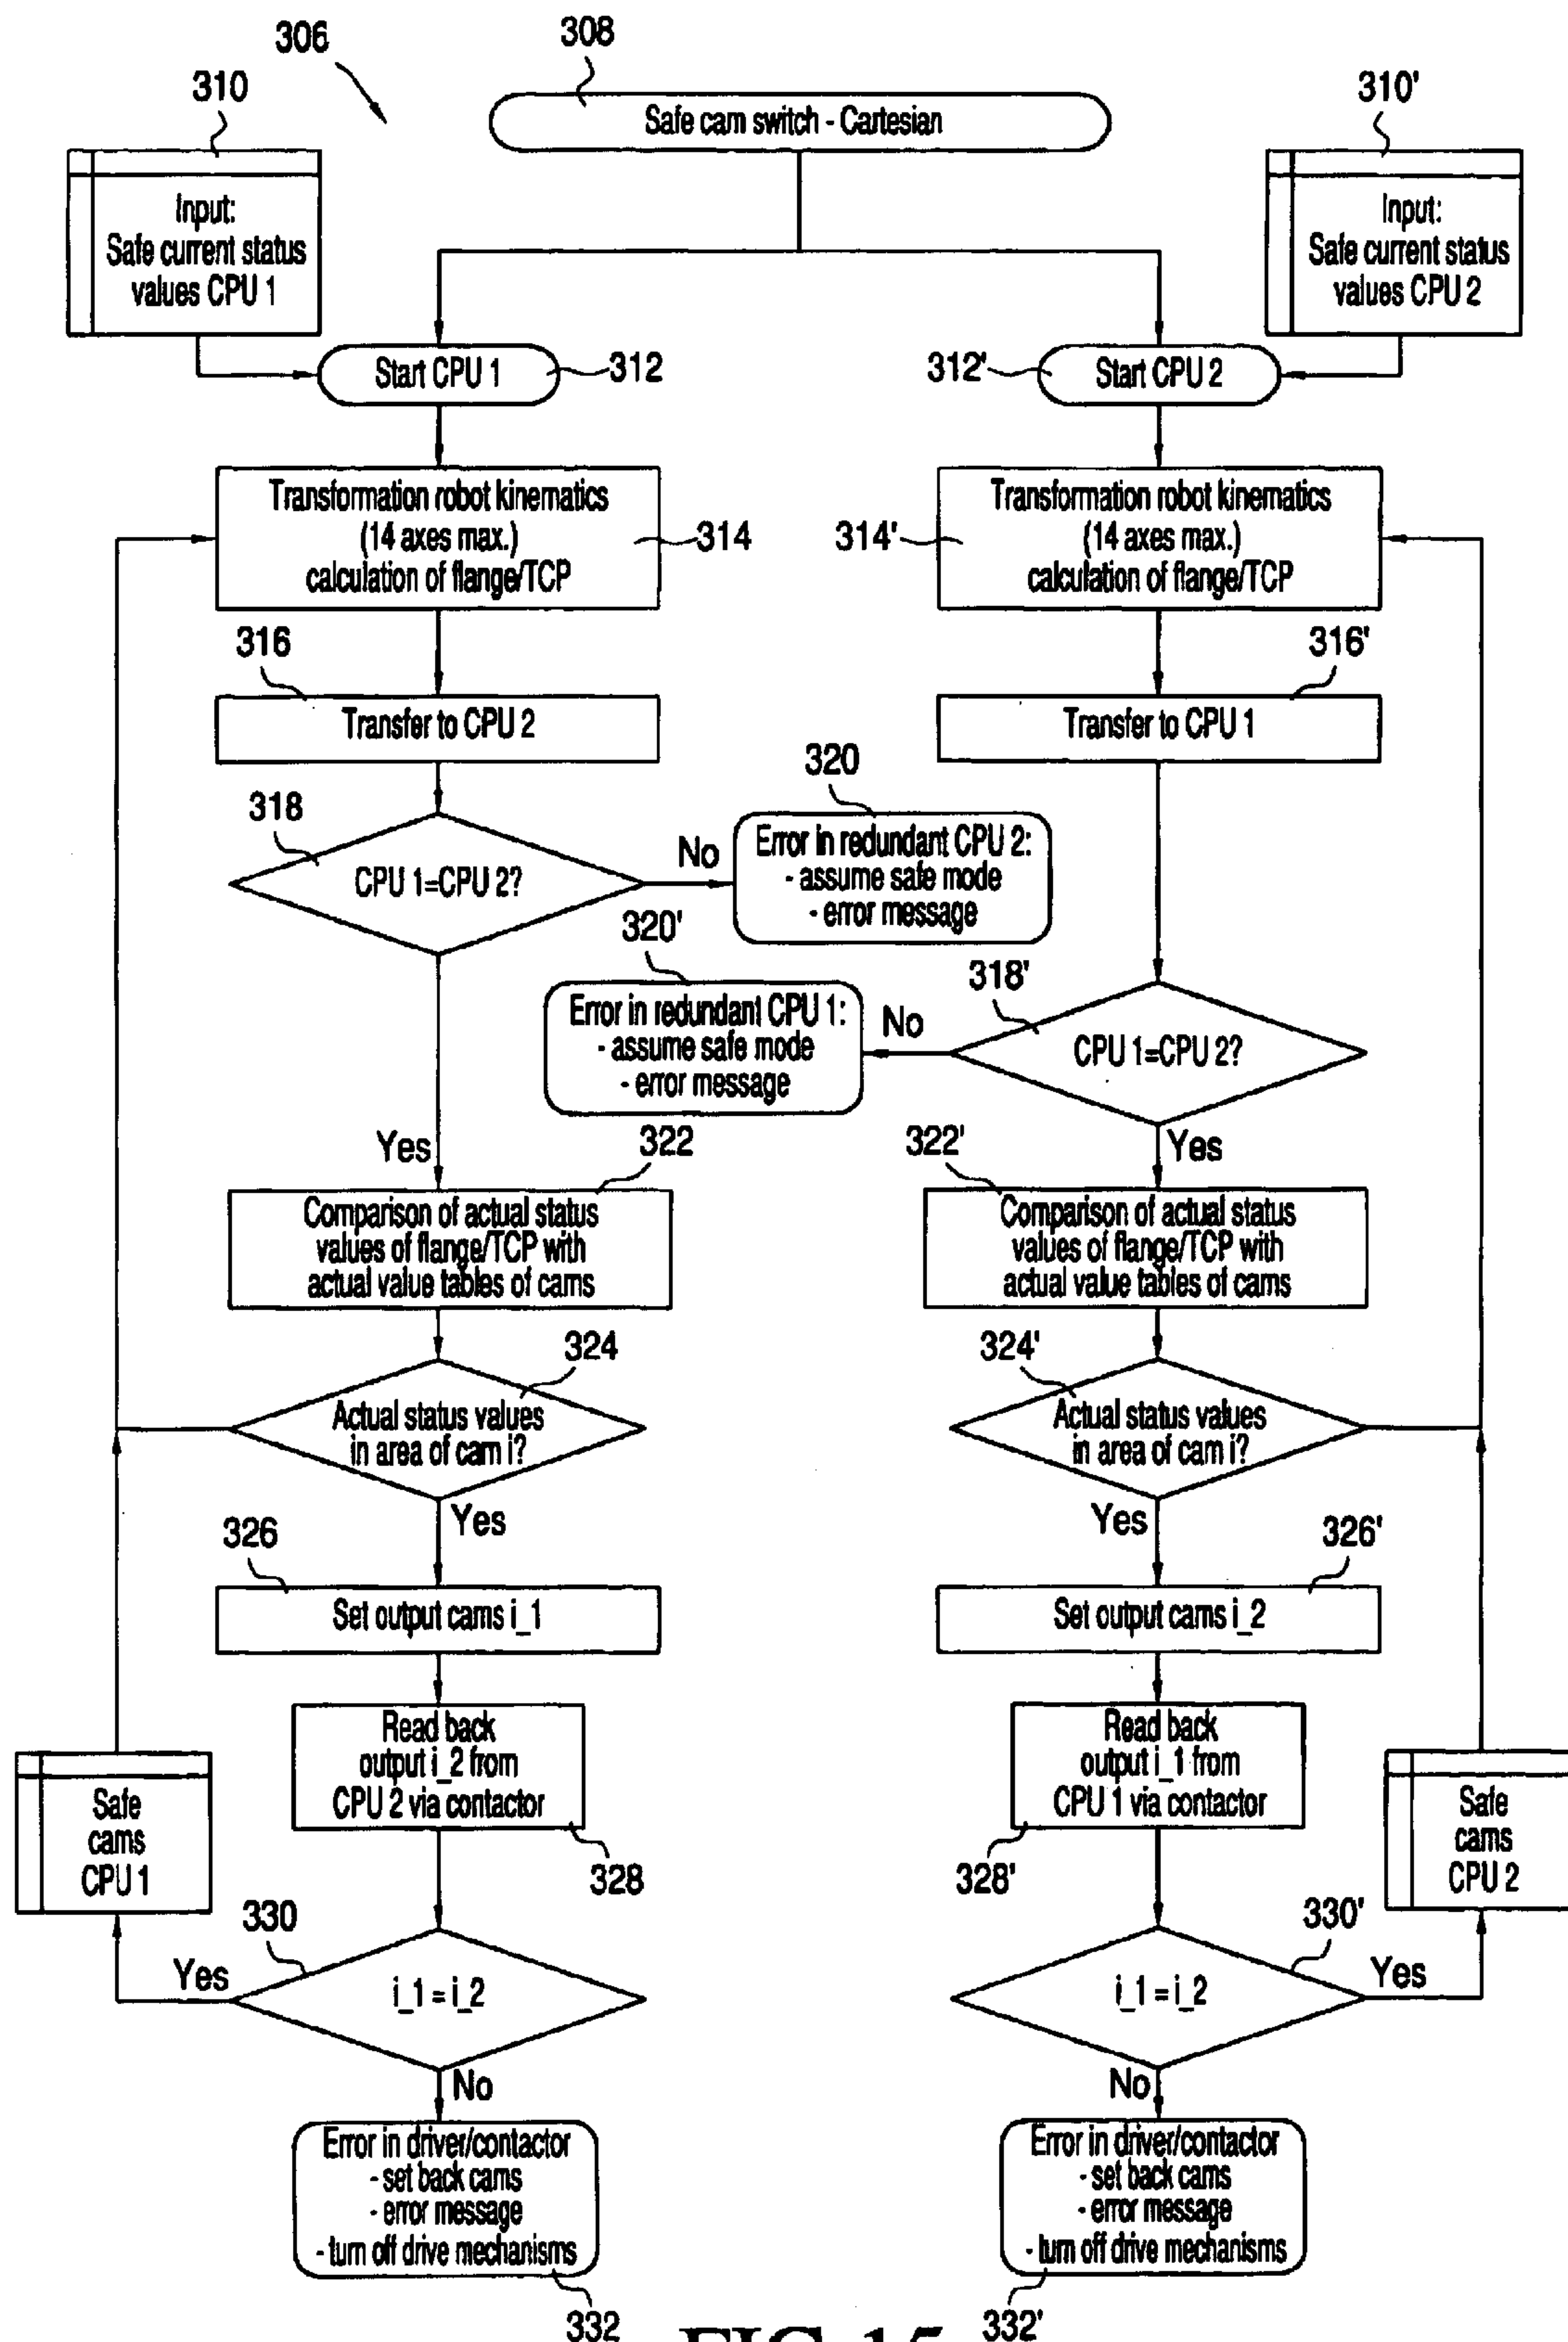 306
308
310
310'
Safe cam switch - Cartesian
Input:
Safe current status
values CPU 1
Input:
Safe current status
values CPU 2
Start CPU 1
312
312'
Start CPU 2
Transformation robot kinematics
(14 axes max.)
calculation of flange/TCP
314
314'
Transformation robot kinematics
(14 axes max.)
calculation of flange/TCP
316
316'
Transfer to CPU 2
Transfer to CPU 1
318
320
CPU 1=CPU 2?
No
Error in redundant CPU 2:
- assume safe mode
- error message
320'
318'
Error in redundant CPU 1:
- assume safe mode
- error message
No
CPU 1=CPU 2?
Yes
322
322'
Yes
Comparison of actual status
values of flange/TCP with
actual value tables of cams
Comparison of actual status
values of flange/TCP with
actual value tables of cams
324
324'
Actual status values
in area of cam i?
Actual status values
in area of cam i?
Yes
Yes
326
326'
Set output cams i_1
Set output cams i_2
Read back
output i_2 from
CPU 2 via contactor
Read back
output i_1 from
CPU 1 via contactor
Safe
cams
CPU 1
Safe
cams
CPU 2
328
328'
330
330'
Yes
i_1 = i_2
i_1 = i_2
Yes
No
No
Error in driver/contactor
- set back cams
- error message
- turn off drive mechanisms
Error in driver/contactor
- set back cams
- error message
- turn off drive mechanisms
332
332'
FIG. 15